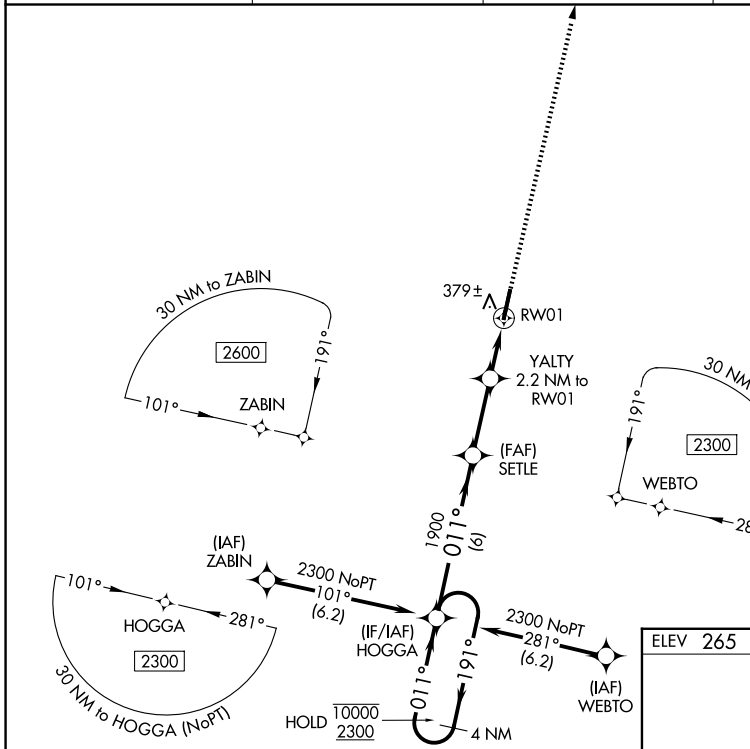 379±
RW01
30 NM to ZABIN
2600
191°
101°
ZABIN
YALTY
2.2 NM to
RW01
30 NM
191°
2300
WEBTO
(FAF)
SETLE
1900
011°
(6)
(IAF)
ZABIN
2300 NoPT
101°
(6.2)
101°
HOGGA
281°
2300
30 NM to HOGGA (NoPT)
(IF/IAF)
HOGGA
2300 NoPT
281°
(6.2)
(IAF)
WEBTO
011°
191°
HOLD
10000
2300
4 NM
ELEV 265